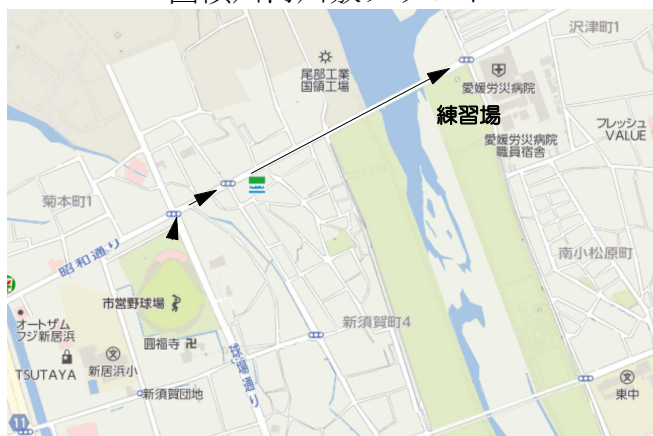 沢津町1
尾部工業
国領工場
愛媛労災病院
練習場
フレッシュ
VALUE
愛媛労災病院
職員宿舎
菊本町1
昭和通り
南小松原町
市営野球場
オートザム
フジ新居浜
圓福寺
新須賀町4
TSUTAYA
新居浜小
球場通り
新須賀団地
東中
11